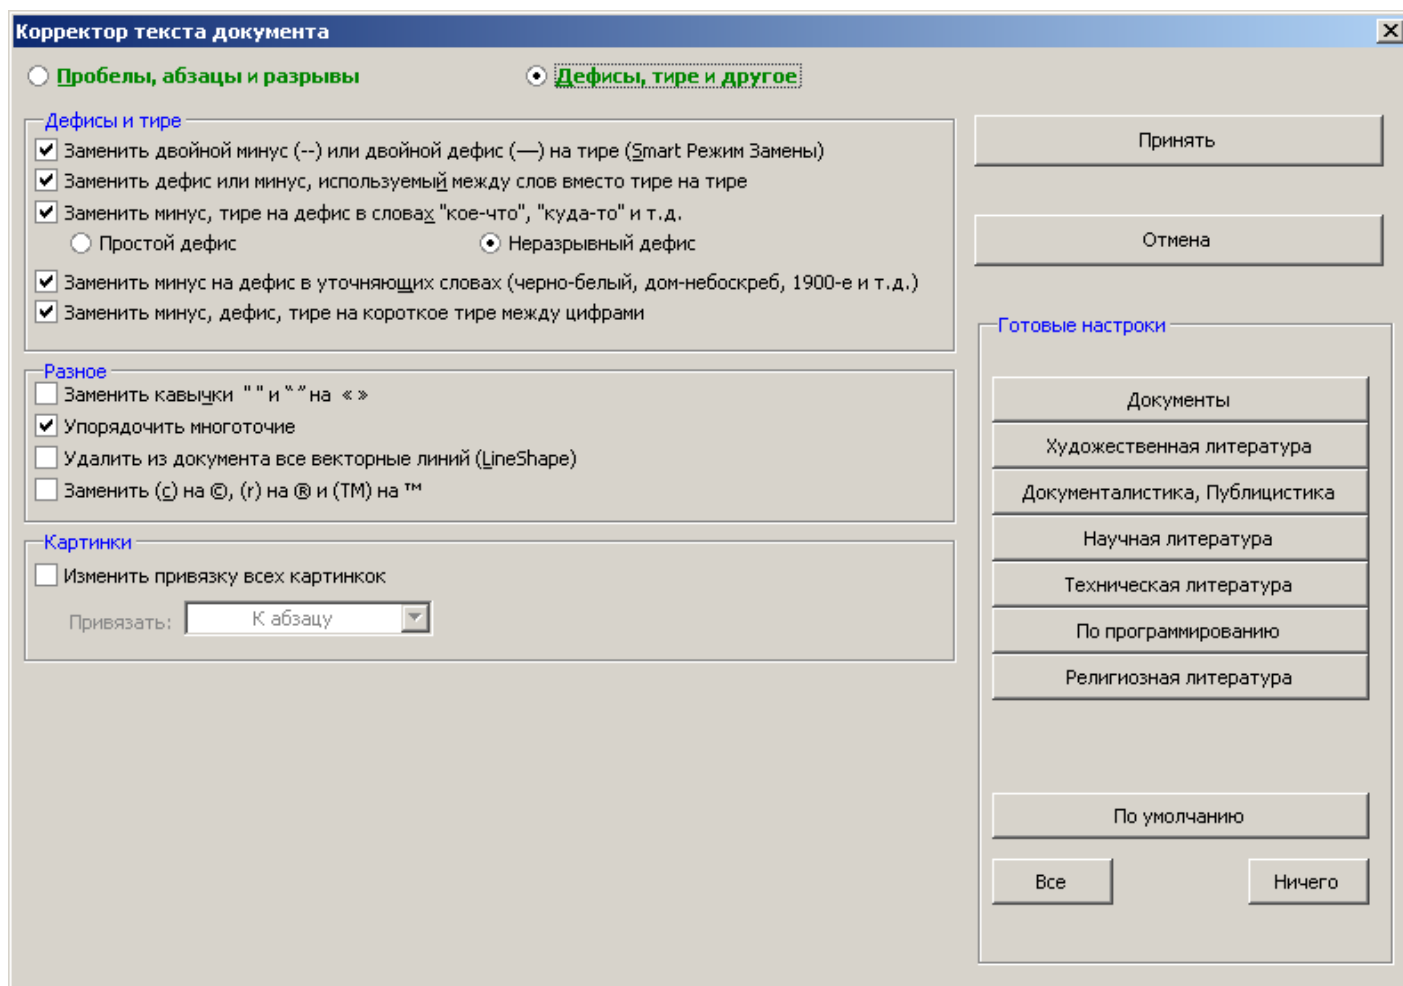 Корректор текста документа
Пробелы, абзацы и разрывы
Дефисы, тире и другое
Дефисы и тире
Заменить двойной минус (--) или двойной дефис (—) на тире (Smart Режим Замены)
Заменить дефис или минус, используемый между слов вместо тире на тире
Заменить минус, тире на дефис в словах "кое-что", "куда-то" и т.д.
Простой дефис
Неразрывный дефис
Заменить минус на дефис в уточняющих словах (черно-белый, дом-небоскреб, 1900-е и т.д.)
Заменить минус, дефис, тире на короткое тире между цифрами
Разное
Заменить кавычки " " и “ ” на « »
Упорядочить многоточие
Удалить из документа все векторные линий (LineShape)
Заменить (c) на ©, (r) на ® и (TM) на ™
Картинки
Изменить привязку всех картинкок
Привязать:
К абзацу
Принять
Отмена
Готовые настроки
Документы
Художественная литература
Документалистика, Публицистика
Научная литература
Техническая литература
По программированию
Религиозная литература
По умолчанию
Все
Ничего